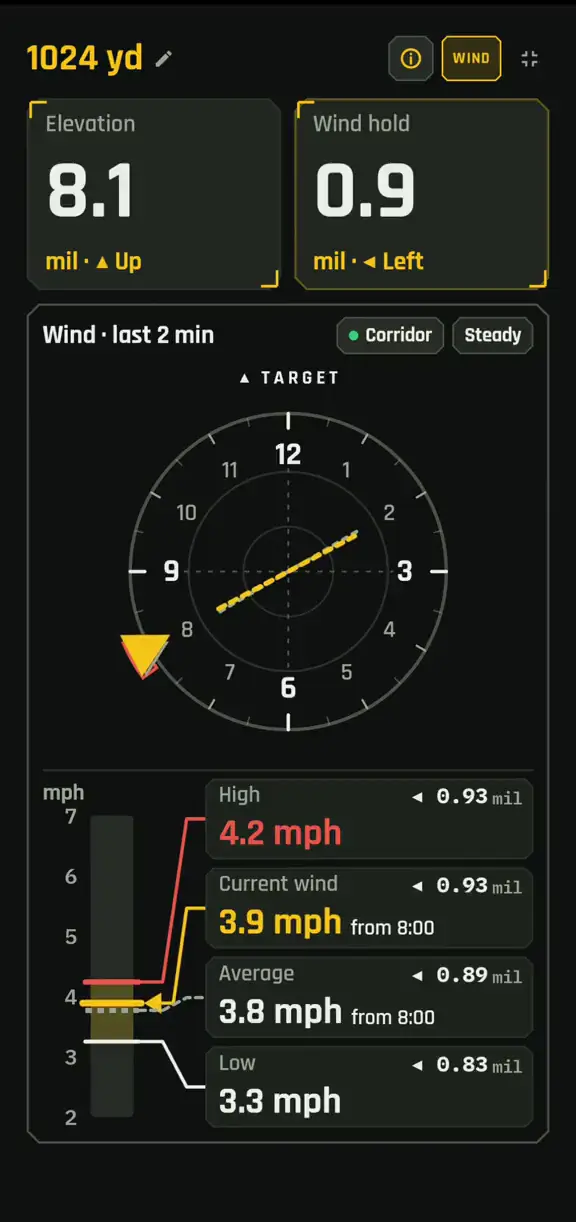 1024 yd
WIND
Elevation
8.1
mil · ▲ Up
Wind hold
0.9
mil · ◄ Left
Wind · last 2 min
Corridor
Steady
▲ TARGET
12
11
1
10
2
9
3
8
4
7
5
6
mph
7
6
5
4
3
2
High
◄ 0.93 mil
4.2 mph
Current wind
◄ 0.93 mil
3.9 mph from 8:00
Average
◄ 0.89 mil
3.8 mph from 8:00
Low
◄ 0.83 mil
3.3 mph